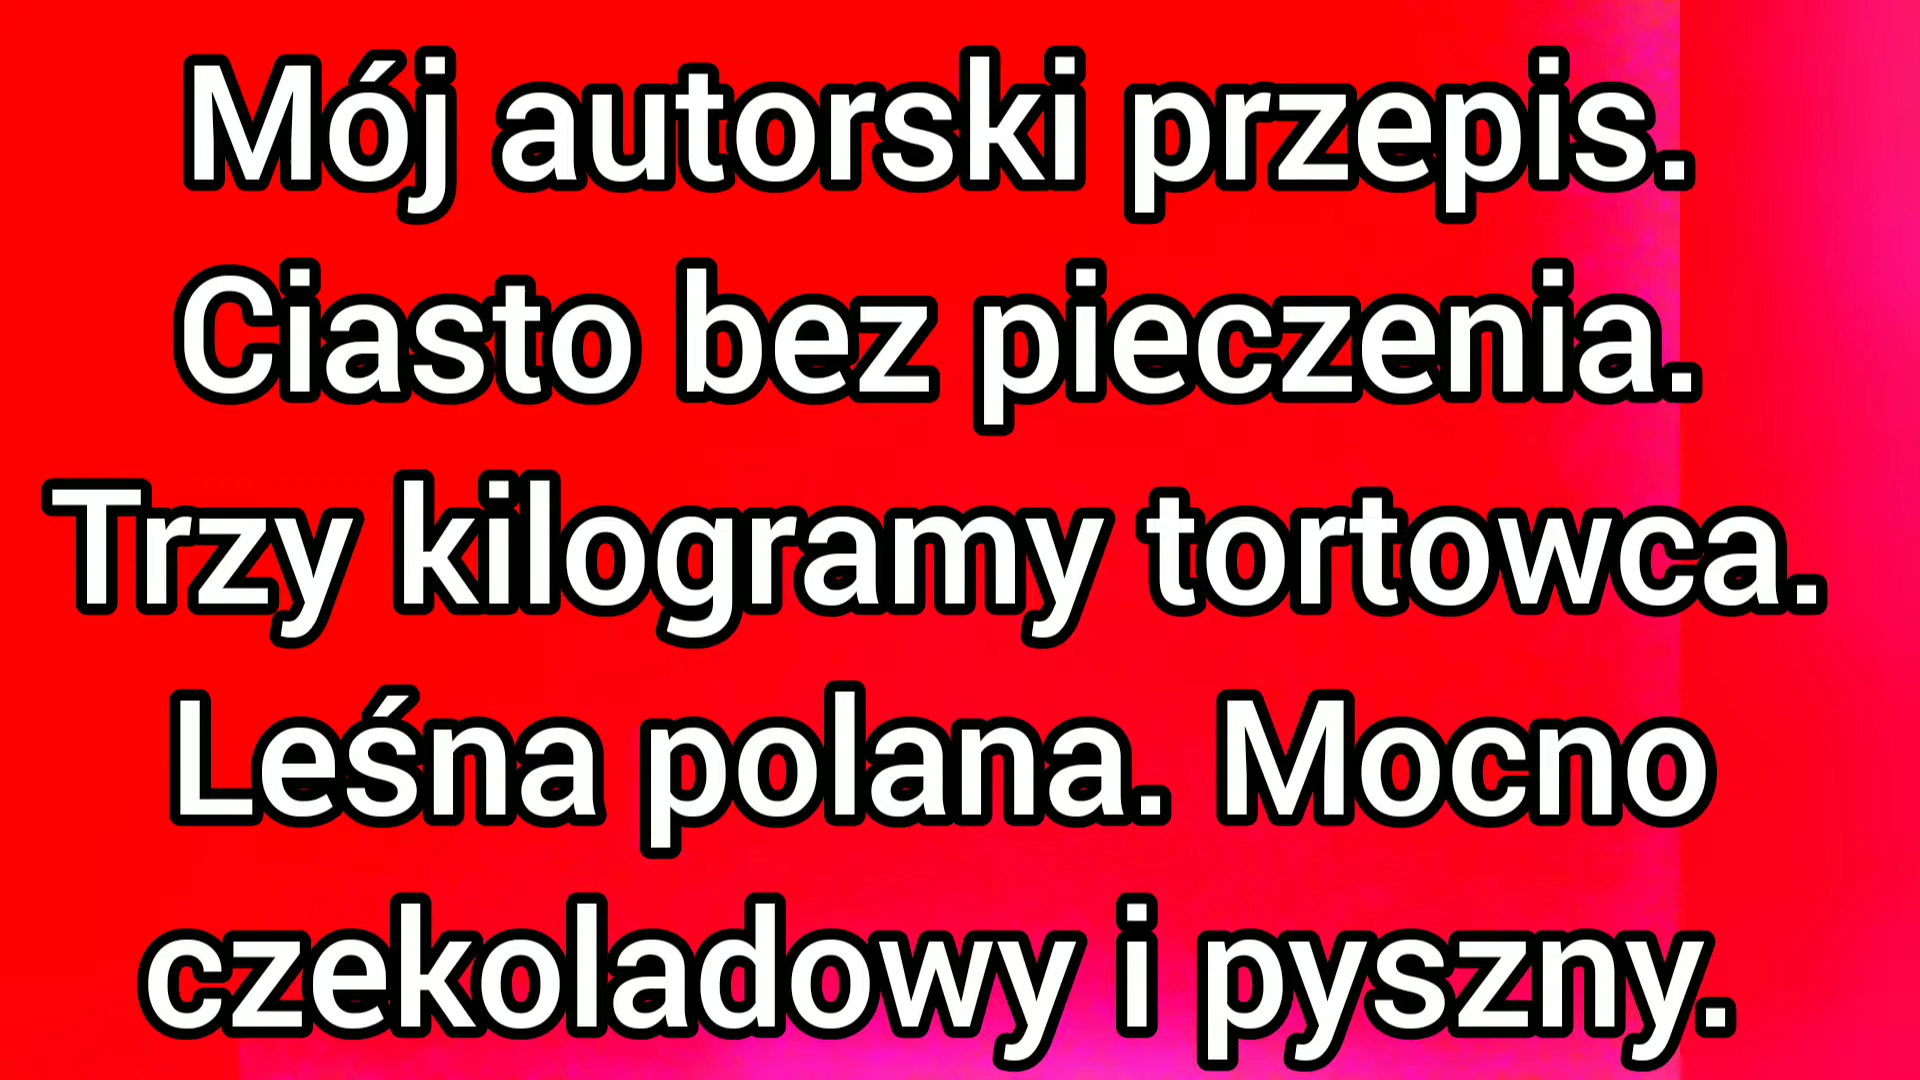 Mój autorski przepis.
Ciasto bez pieczenia.
Trzy kilogramy tortowca.
Leśna polana. Mocno
czekoladowy i pyszny.